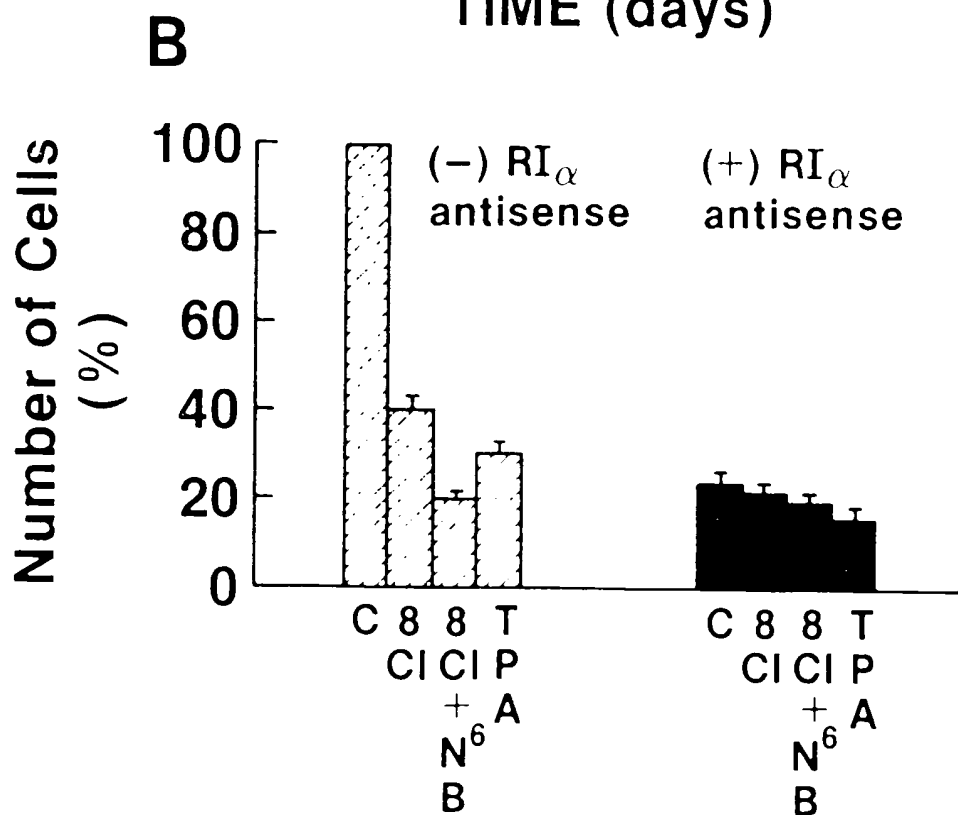 TIME (days)
B
Number of Cells
(%)
100
80
60
40
20
0
(−) RIα
antisense
(+) RIα
antisense
C 8 8 T C 8 8 T
Cl Cl P Cl Cl P
+ A + A
N⁶ N⁶
B B